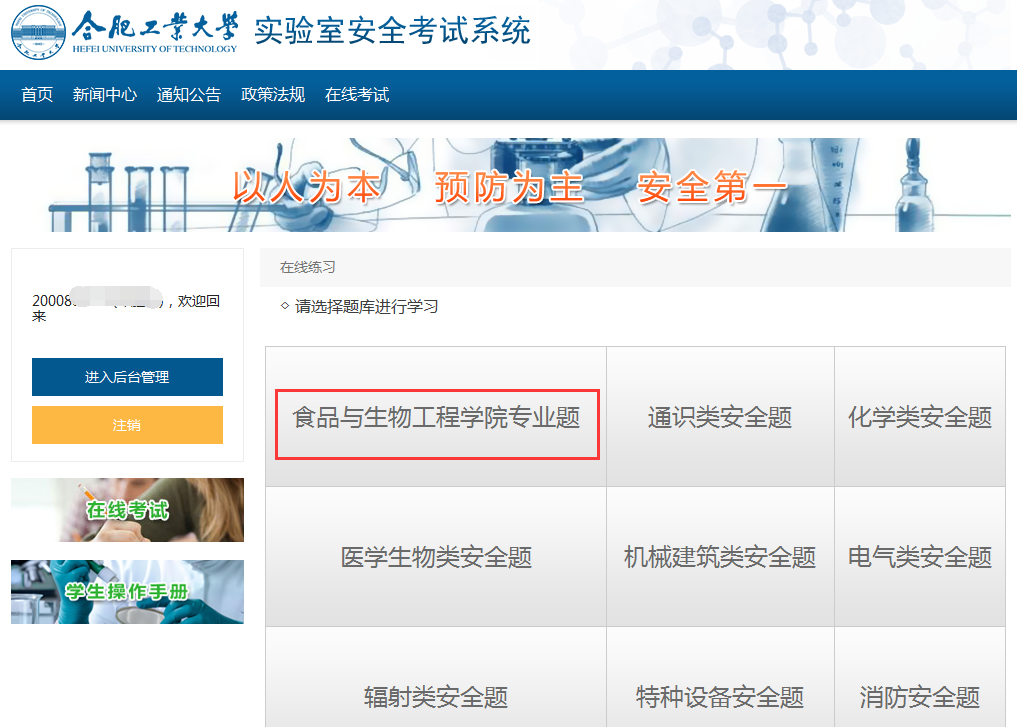 合肥工業大學
HEFEI UNIVERSITY OF TECHNOLOGY
实验室安全考试系统
首页 新闻中心 通知公告 政策法规 在线考试
以人为本 预防为主 安全第一
20008
，欢迎回
来
进入后台管理
注销
在线考试
学生操作手册
在线练习
◇ 请选择题库进行学习
食品与生物工程学院专业题 通识类安全题 化学类安全题
医学生物类安全题 机械建筑类安全题 电气类安全题
辐射类安全题 特种设备安全题 消防安全题